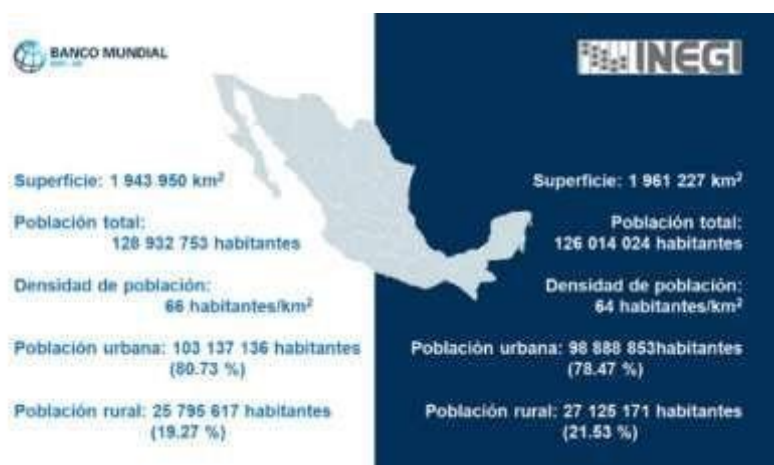 BANCO MUNDIAL
Superficie: 1 943 950 km²
Población total:
128 932 753 habitantes
Densidad de población:
66 habitantes/km²
Población urbana: 103 137 136 habitantes
(80.73 %)
Población rural: 25 795 617 habitantes
(19.27 %)
INEGI
Superficie: 1 961 227 km²
Población total:
126 014 024 habitantes
Densidad de población:
64 habitantes/km²
Población urbana: 98 888 853habitantes
(78.47 %)
Población rural: 27 125 171 habitantes
(21.53 %)